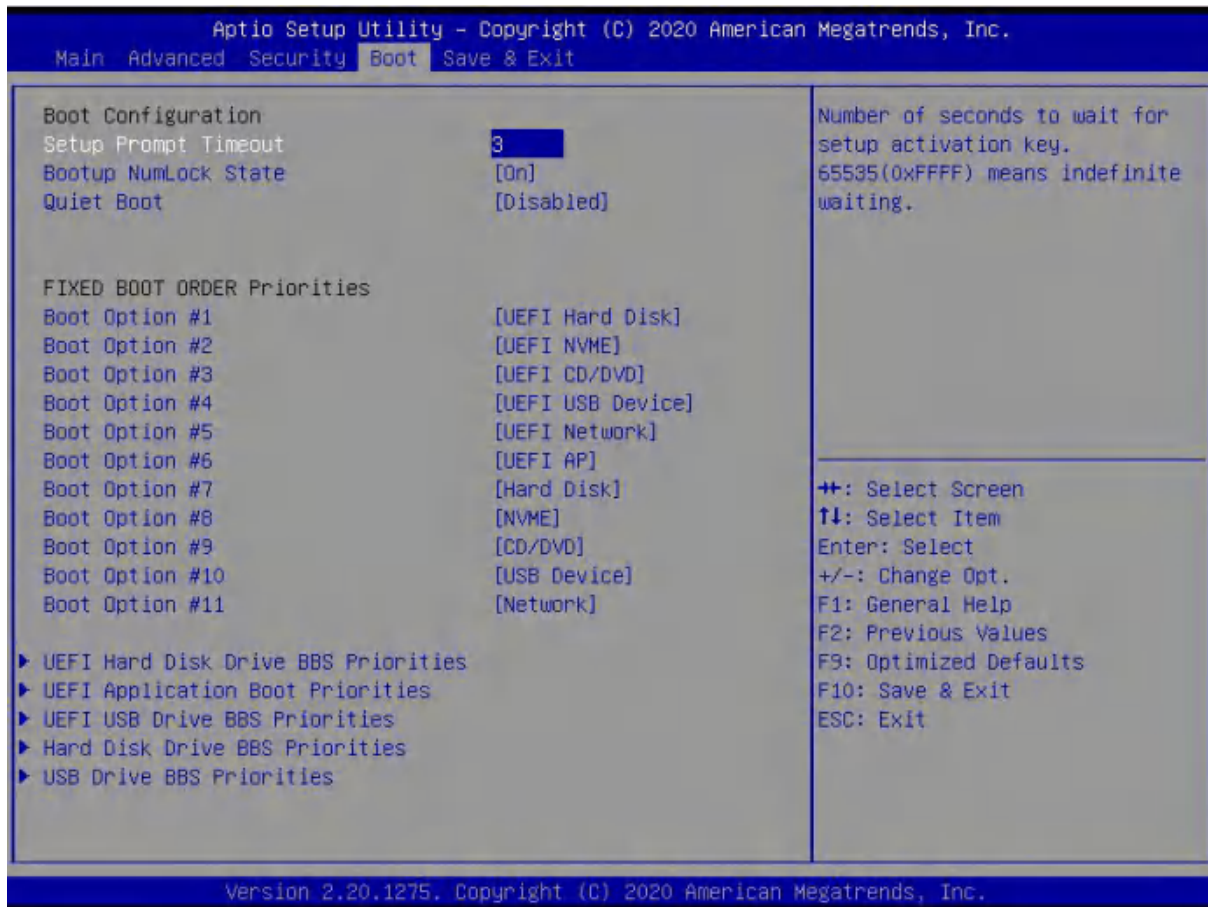 Aptio Setup Utility – Copyright (C) 2020 American Megatrends, Inc.
Main Advanced Security Boot Save & Exit
Boot Configuration
Setup Prompt Timeout 3
Bootup NumLock State [On]
Quiet Boot [Disabled]
FIXED BOOT ORDER Priorities
Boot Option #1 [UEFI Hard Disk]
Boot Option #2 [UEFI NVME]
Boot Option #3 [UEFI CD/DVD]
Boot Option #4 [UEFI USB Device]
Boot Option #5 [UEFI Network]
Boot Option #6 [UEFI AP]
Boot Option #7 [Hard Disk]
Boot Option #8 [NVME]
Boot Option #9 [CD/DVD]
Boot Option #10 [USB Device]
Boot Option #11 [Network]
▶ UEFI Hard Disk Drive BBS Priorities
▶ UEFI Application Boot Priorities
▶ UEFI USB Drive BBS Priorities
▶ Hard Disk Drive BBS Priorities
▶ USB Drive BBS Priorities
Number of seconds to wait for
setup activation key.
65535(0xFFFF) means indefinite
waiting.
→←: Select Screen
↑↓: Select Item
Enter: Select
+/-: Change Opt.
F1: General Help
F2: Previous Values
F9: Optimized Defaults
F10: Save & Exit
ESC: Exit
Version 2.20.1275. Copyright (C) 2020 American Megatrends, Inc.